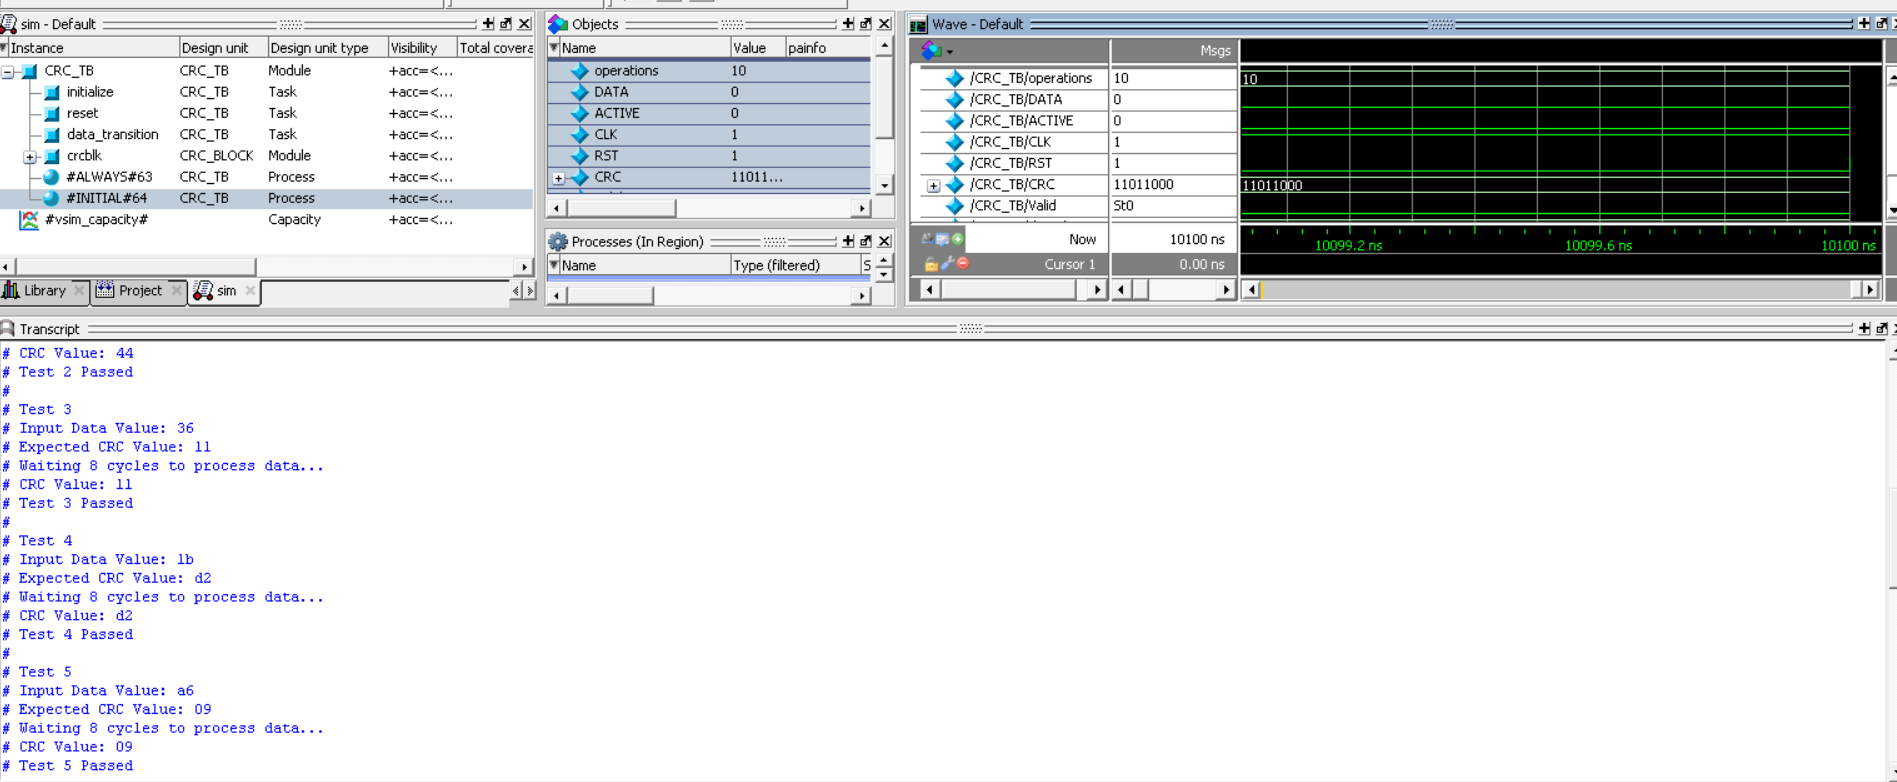 sim - Default
Instance Design unit Design unit type Visibility Total covera
CRC_TB CRC_TB Module +acc=<...
initialize CRC_TB Task +acc=<...
reset CRC_TB Task +acc=<...
data_transition CRC_TB Task +acc=<...
crcblk CRC_BLOCK Module +acc=<...
#ALWAYS#63 CRC_TB Process +acc=<...
#INITIAL#64 CRC_TB Process +acc=<...
#vsim_capacity# Capacity +acc=<...
Library Project sim
Objects
Name Value painfo
operations 10
DATA 0
ACTIVE 0
CLK 1
RST 1
CRC 11011...
Processes (In Region)
Name Type (filtered) S
Wave - Default
Msgs
/CRC_TB/operations 10 10
/CRC_TB/DATA 0
/CRC_TB/ACTIVE 0
/CRC_TB/CLK 1
/CRC_TB/RST 1
/CRC_TB/CRC 11011000 11011000
/CRC_TB/Valid St0
Now 10100 ns 10099.2 ns 10099.6 ns 10100 ns
Cursor 1 0.00 ns
Transcript
# CRC Value: 44
# Test 2 Passed
#
# Test 3
# Input Data Value: 36
# Expected CRC Value: 11
# Waiting 8 cycles to process data...
# CRC Value: 11
# Test 3 Passed
#
# Test 4
# Input Data Value: 1b
# Expected CRC Value: d2
# Waiting 8 cycles to process data...
# CRC Value: d2
# Test 4 Passed
#
# Test 5
# Input Data Value: a6
# Expected CRC Value: 09
# Waiting 8 cycles to process data...
# CRC Value: 09
# Test 5 Passed